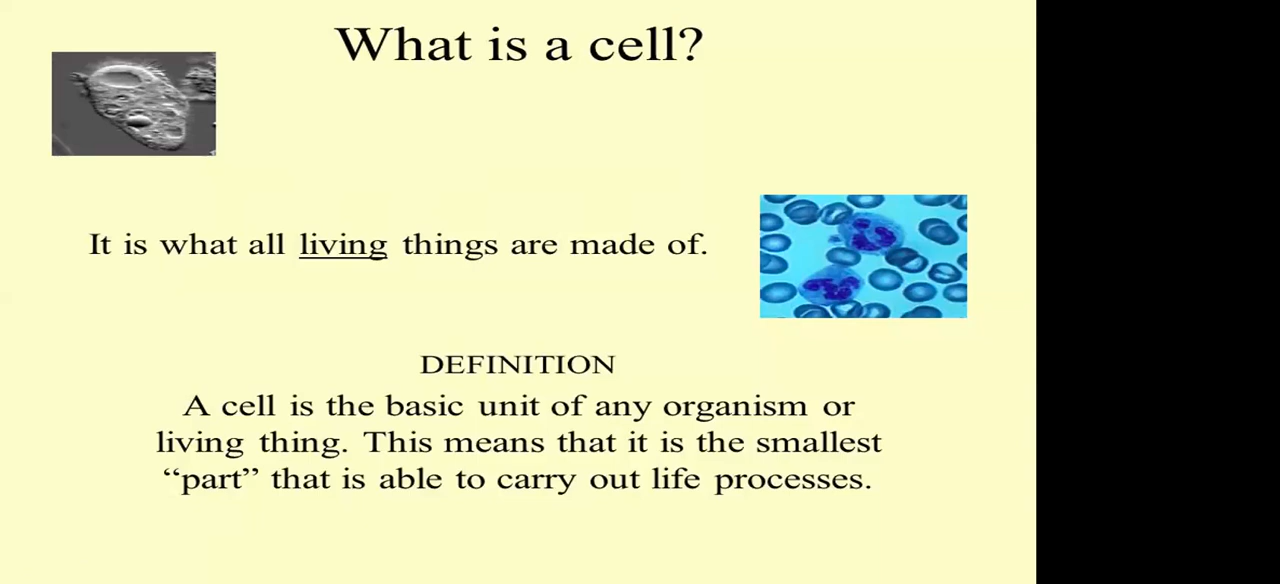 What is a cell?
It is what all living things are made of.
DEFINITION
A cell is the basic unit of any organism or
living thing. This means that it is the smallest
“part” that is able to carry out life processes.